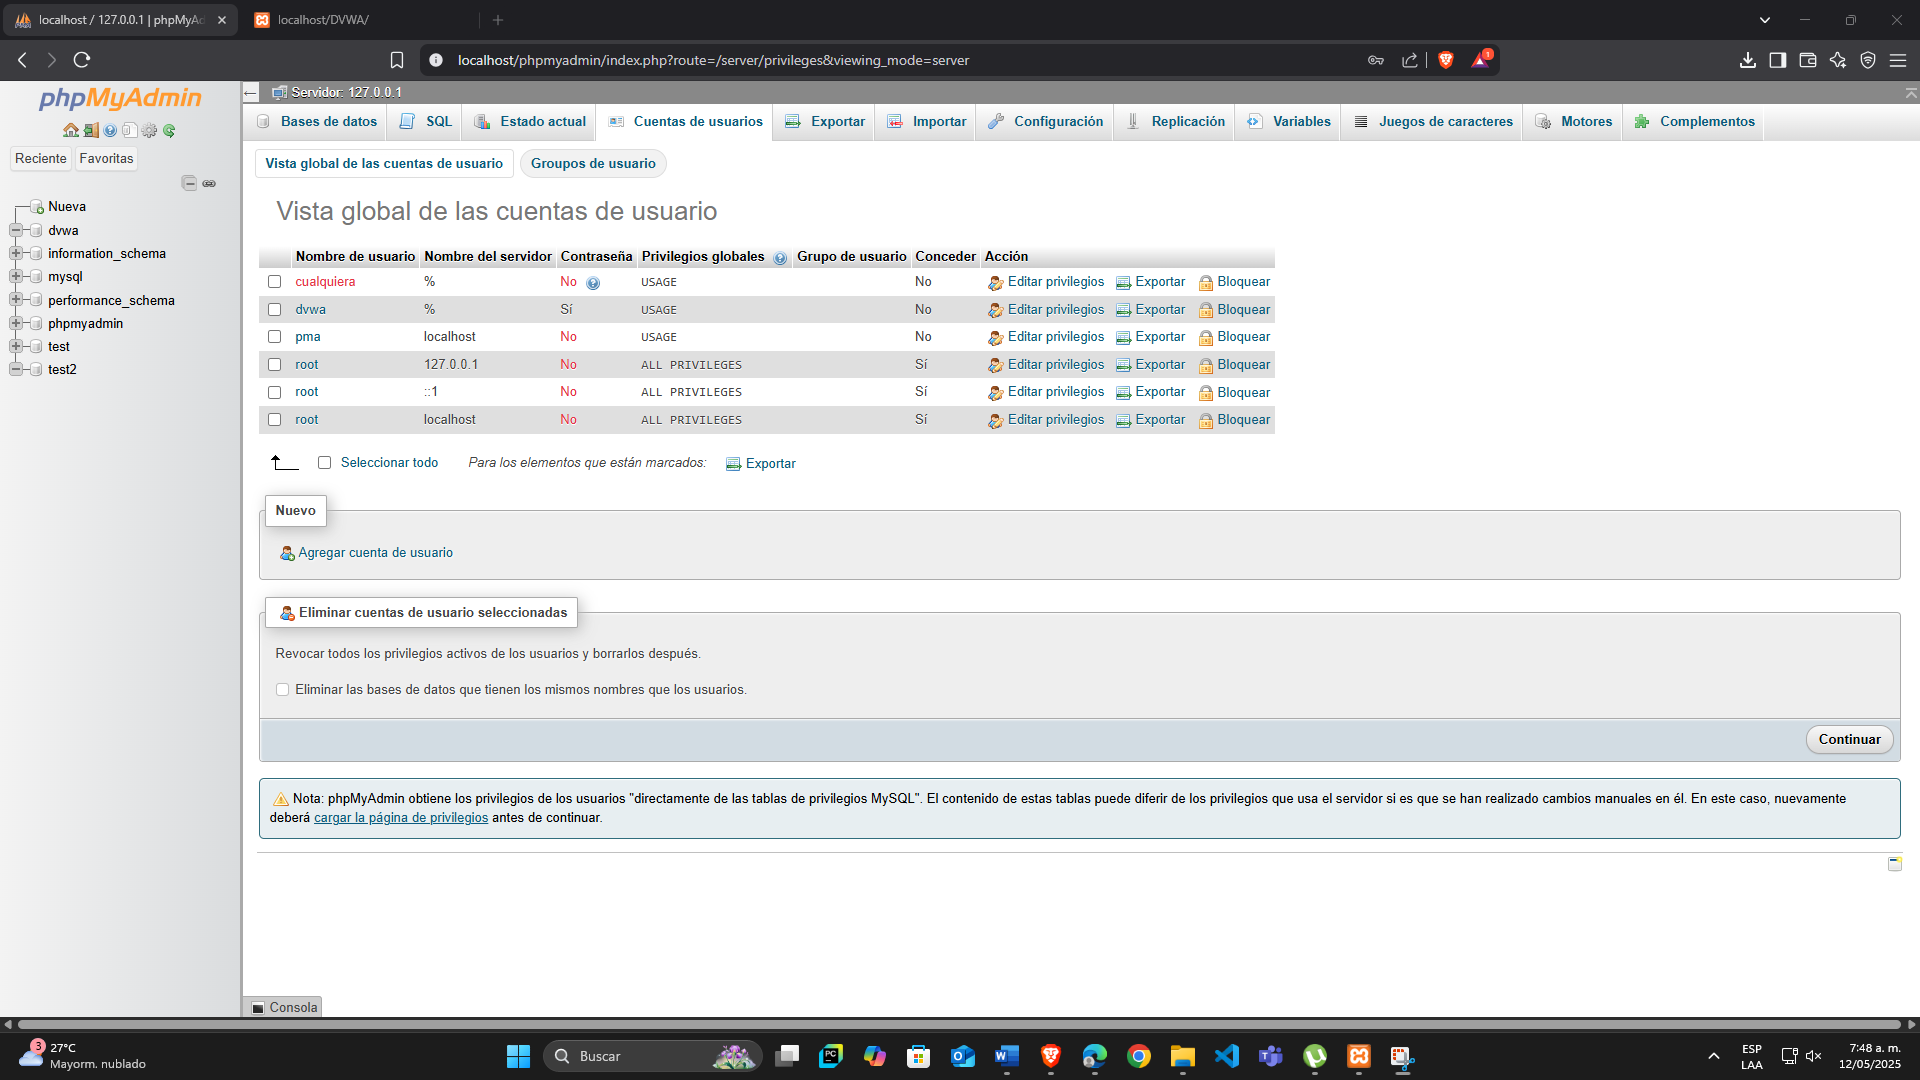 localhost / 127.0.0.1 | phpMyAd
localhost/DVWA/
localhost/phpmyadmin/index.php?route=/server/privileges&viewing_mode=server
1
phpMyAdmin
Reciente
Favoritas
Nueva
dvwa
information_schema
mysql
performance_schema
phpmyadmin
test
test2
Servidor: 127.0.0.1
Bases de datos
SQL
Estado actual
Cuentas de usuarios
Exportar
Importar
Configuración
Replicación
Variables
Juegos de caracteres
Motores
Complementos
Vista global de las cuentas de usuario
Groupos de usuario
Vista global de las cuentas de usuario
Nombre de usuario Nombre del servidor Contraseña Privilegios globales Grupo de usuario Conceder Acción
cualquiera % No USAGE No Editar privilegios Exportar Bloquear
dvwa % Sí USAGE No Editar privilegios Exportar Bloquear
pma localhost No USAGE No Editar privilegios Exportar Bloquear
root 127.0.0.1 No ALL PRIVILEGES Sí Editar privilegios Exportar Bloquear
root ::1 No ALL PRIVILEGES Sí Editar privilegios Exportar Bloquear
root localhost No ALL PRIVILEGES Sí Editar privilegios Exportar Bloquear
Seleccionar todo Para los elementos que están marcados: Exportar
Nuevo
Agregar cuenta de usuario
Eliminar cuentas de usuario seleccionadas
Revocar todos los privilegios activos de los usuarios y borrarlos después.
Eliminar las bases de datos que tienen los mismos nombres que los usuarios.
Continuar
Nota: phpMyAdmin obtiene los privilegios de los usuarios "directamente de las tablas de privilegios MySQL". El contenido de estas tablas puede diferir de los privilegios que usa el servidor si es que se han realizado cambios manuales en él. En este caso, nuevamente
deberá cargar la página de privilegios antes de continuar.
Consola
3
27°C
Mayorm. nublado
Buscar
ESP
LAA
7:48 a. m.
12/05/2025